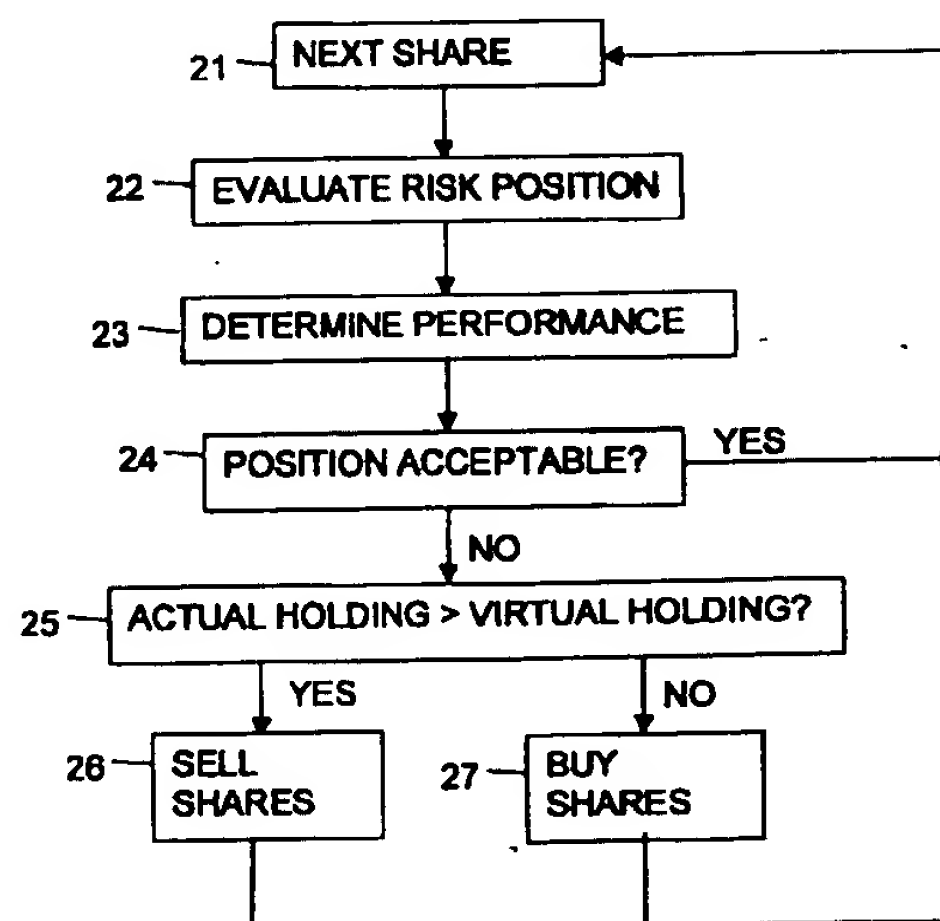 21 NEXT SHARE
22 EVALUATE RISK POSITION
23 DETERMINE PERFORMANCE
24 POSITION ACCEPTABLE? YES
NO
25 ACTUAL HOLDING > VIRTUAL HOLDING?
YES NO
26 SELL SHARES
27 BUY SHARES